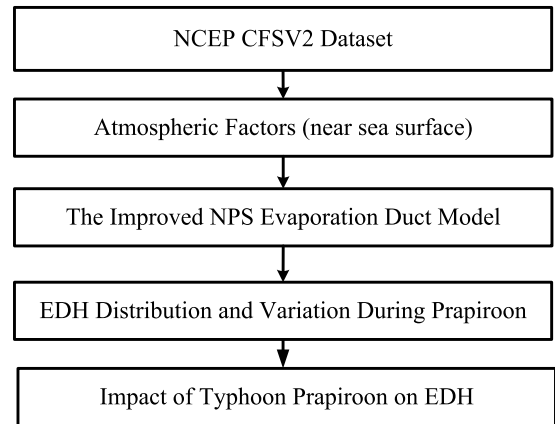 NCEP CFSV2 Dataset
Atmospheric Factors (near sea surface)
The Improved NPS Evaporation Duct Model
EDH Distribution and Variation During Prapiroon
Impact of Typhoon Prapiroon on EDH